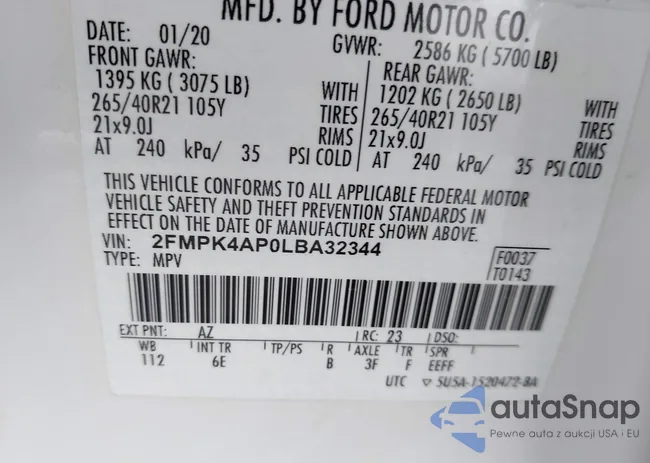 MFD. BY FORD MOTOR CO.
DATE: 01/20 GVWR: 2586 KG ( 5700 LB)
FRONT GAWR: REAR GAWR:
1395 KG ( 3075 LB) WITH 1202 KG ( 2650 LB) WITH
265/40R21 105Y TIRES 265/40R21 105Y TIRES
21x9.0J RIMS 21x9.0J RIMS
AT 240 kPa/ 35 PSI COLD AT 240 kPa/ 35 PSI COLD
THIS VEHICLE CONFORMS TO ALL APPLICABLE FEDERAL MOTOR
VEHICLE SAFETY AND THEFT PREVENTION STANDARDS IN
EFFECT ON THE DATE OF MANUFACTURE SHOWN ABOVE.
VIN: 2FMPK4AP0LBA32344
TYPE: MPV
F0037
T0143
EXT PNT: AZ RC: 23 DSO:
WB INT TR TP/PS R AXLE TR SPR
112 6E B 3F F EEFF
UTC ▽ 5U5A-1520472-BA
autaSnap
Pewne auta z aukcji USA i EU